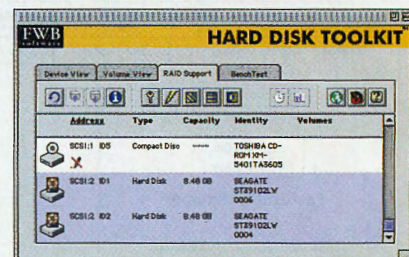 FWB
software
HARD DISK TOOLKIT
Device View Volume View RAID Support BenchTest
Address Type Capacity Identity Volumes
SCSI:1 ID5 Compact Disc TOSHIBA CD-
ROM XM-
5401TA3605
SCSI:2 ID1 Hard Disk 8.48 GB SEAGATE
ST39102LW
0006
SCSI:2 ID2 Hard Disk 8.48 GB SEAGATE
ST39102LW
0004